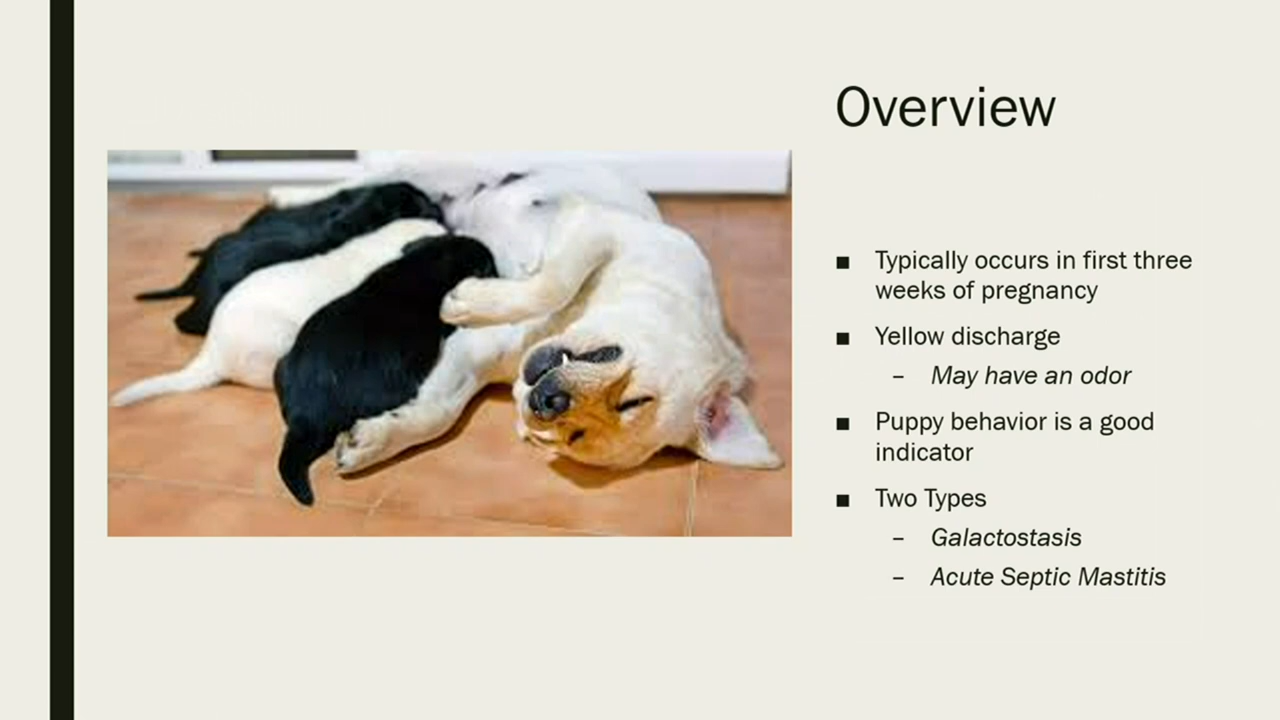 Overview
■ Typically occurs in first three
weeks of pregnancy
■ Yellow discharge
– May have an odor
■ Puppy behavior is a good
indicator
■ Two Types
– Galactostasis
– Acute Septic Mastitis